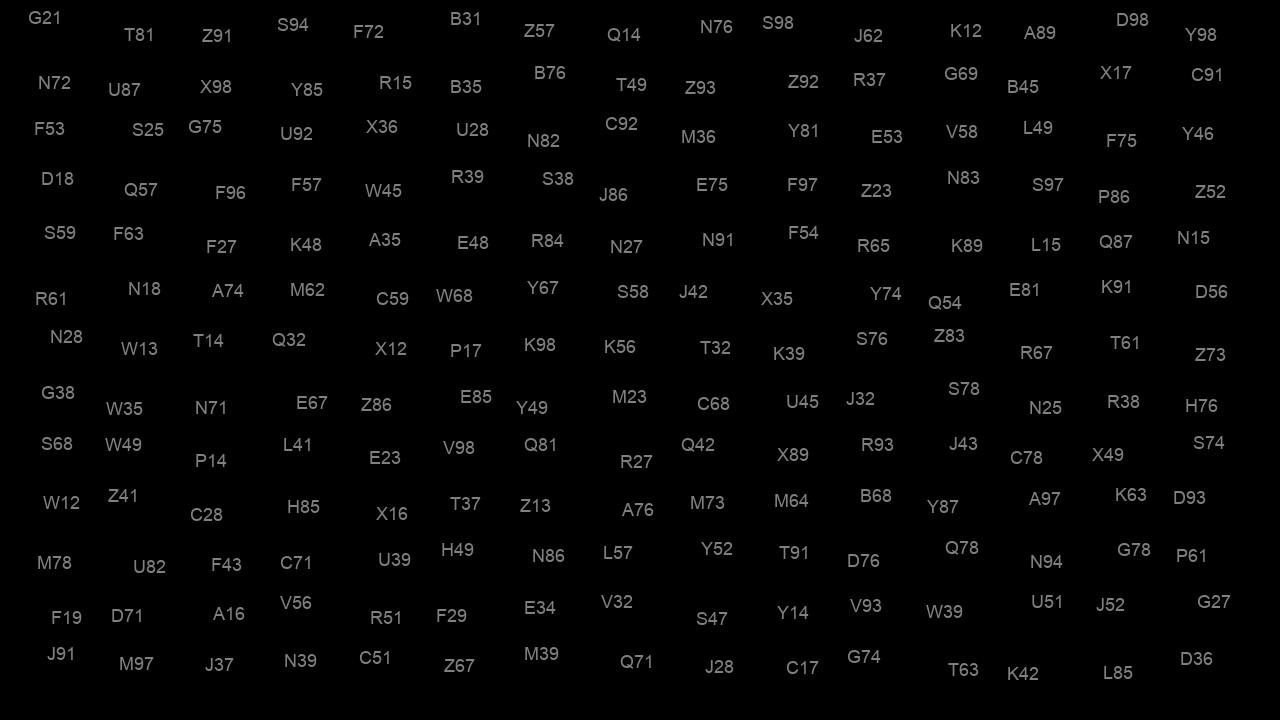 G21 T81 Z91 S94 F72 B31 Z57 Q14 N76 S98 J62 K12 A89 D98 Y98
N72 U87 X98 Y85 R15 B35 B76 T49 Z93 Z92 R37 G69 B45 X17 C91
F53 S25 G75 U92 X36 U28 N82 C92 M36 Y81 E53 V58 L49 F75 Y46
D18 Q57 F96 F57 W45 R39 S38 J86 E75 F97 Z23 N83 S97 P86 Z52
S59 F63 F27 K48 A35 E48 R84 N27 N91 F54 R65 K89 L15 Q87 N15
R61 N18 A74 M62 C59 W68 Y67 S58 J42 X35 Y74 Q54 E81 K91 D56
N28 W13 T14 Q32 X12 P17 K98 K56 T32 K39 S76 Z83 R67 T61 Z73
G38 W35 N71 E67 Z86 E85 Y49 M23 C68 U45 J32 S78 N25 R38 H76
S68 W49 P14 L41 E23 V98 Q81 R27 Q42 X89 R93 J43 C78 X49 S74
W12 Z41 C28 H85 X16 T37 Z13 A76 M73 M64 B68 Y87 A97 K63 D93
M78 U82 F43 C71 U39 H49 N86 L57 Y52 T91 D76 Q78 N94 G78 P61
F19 D71 A16 V56 R51 F29 E34 V32 S47 Y14 V93 W39 U51 J52 G27
J91 M97 J37 N39 C51 Z67 M39 Q71 J28 C17 G74 T63 K42 L85 D36